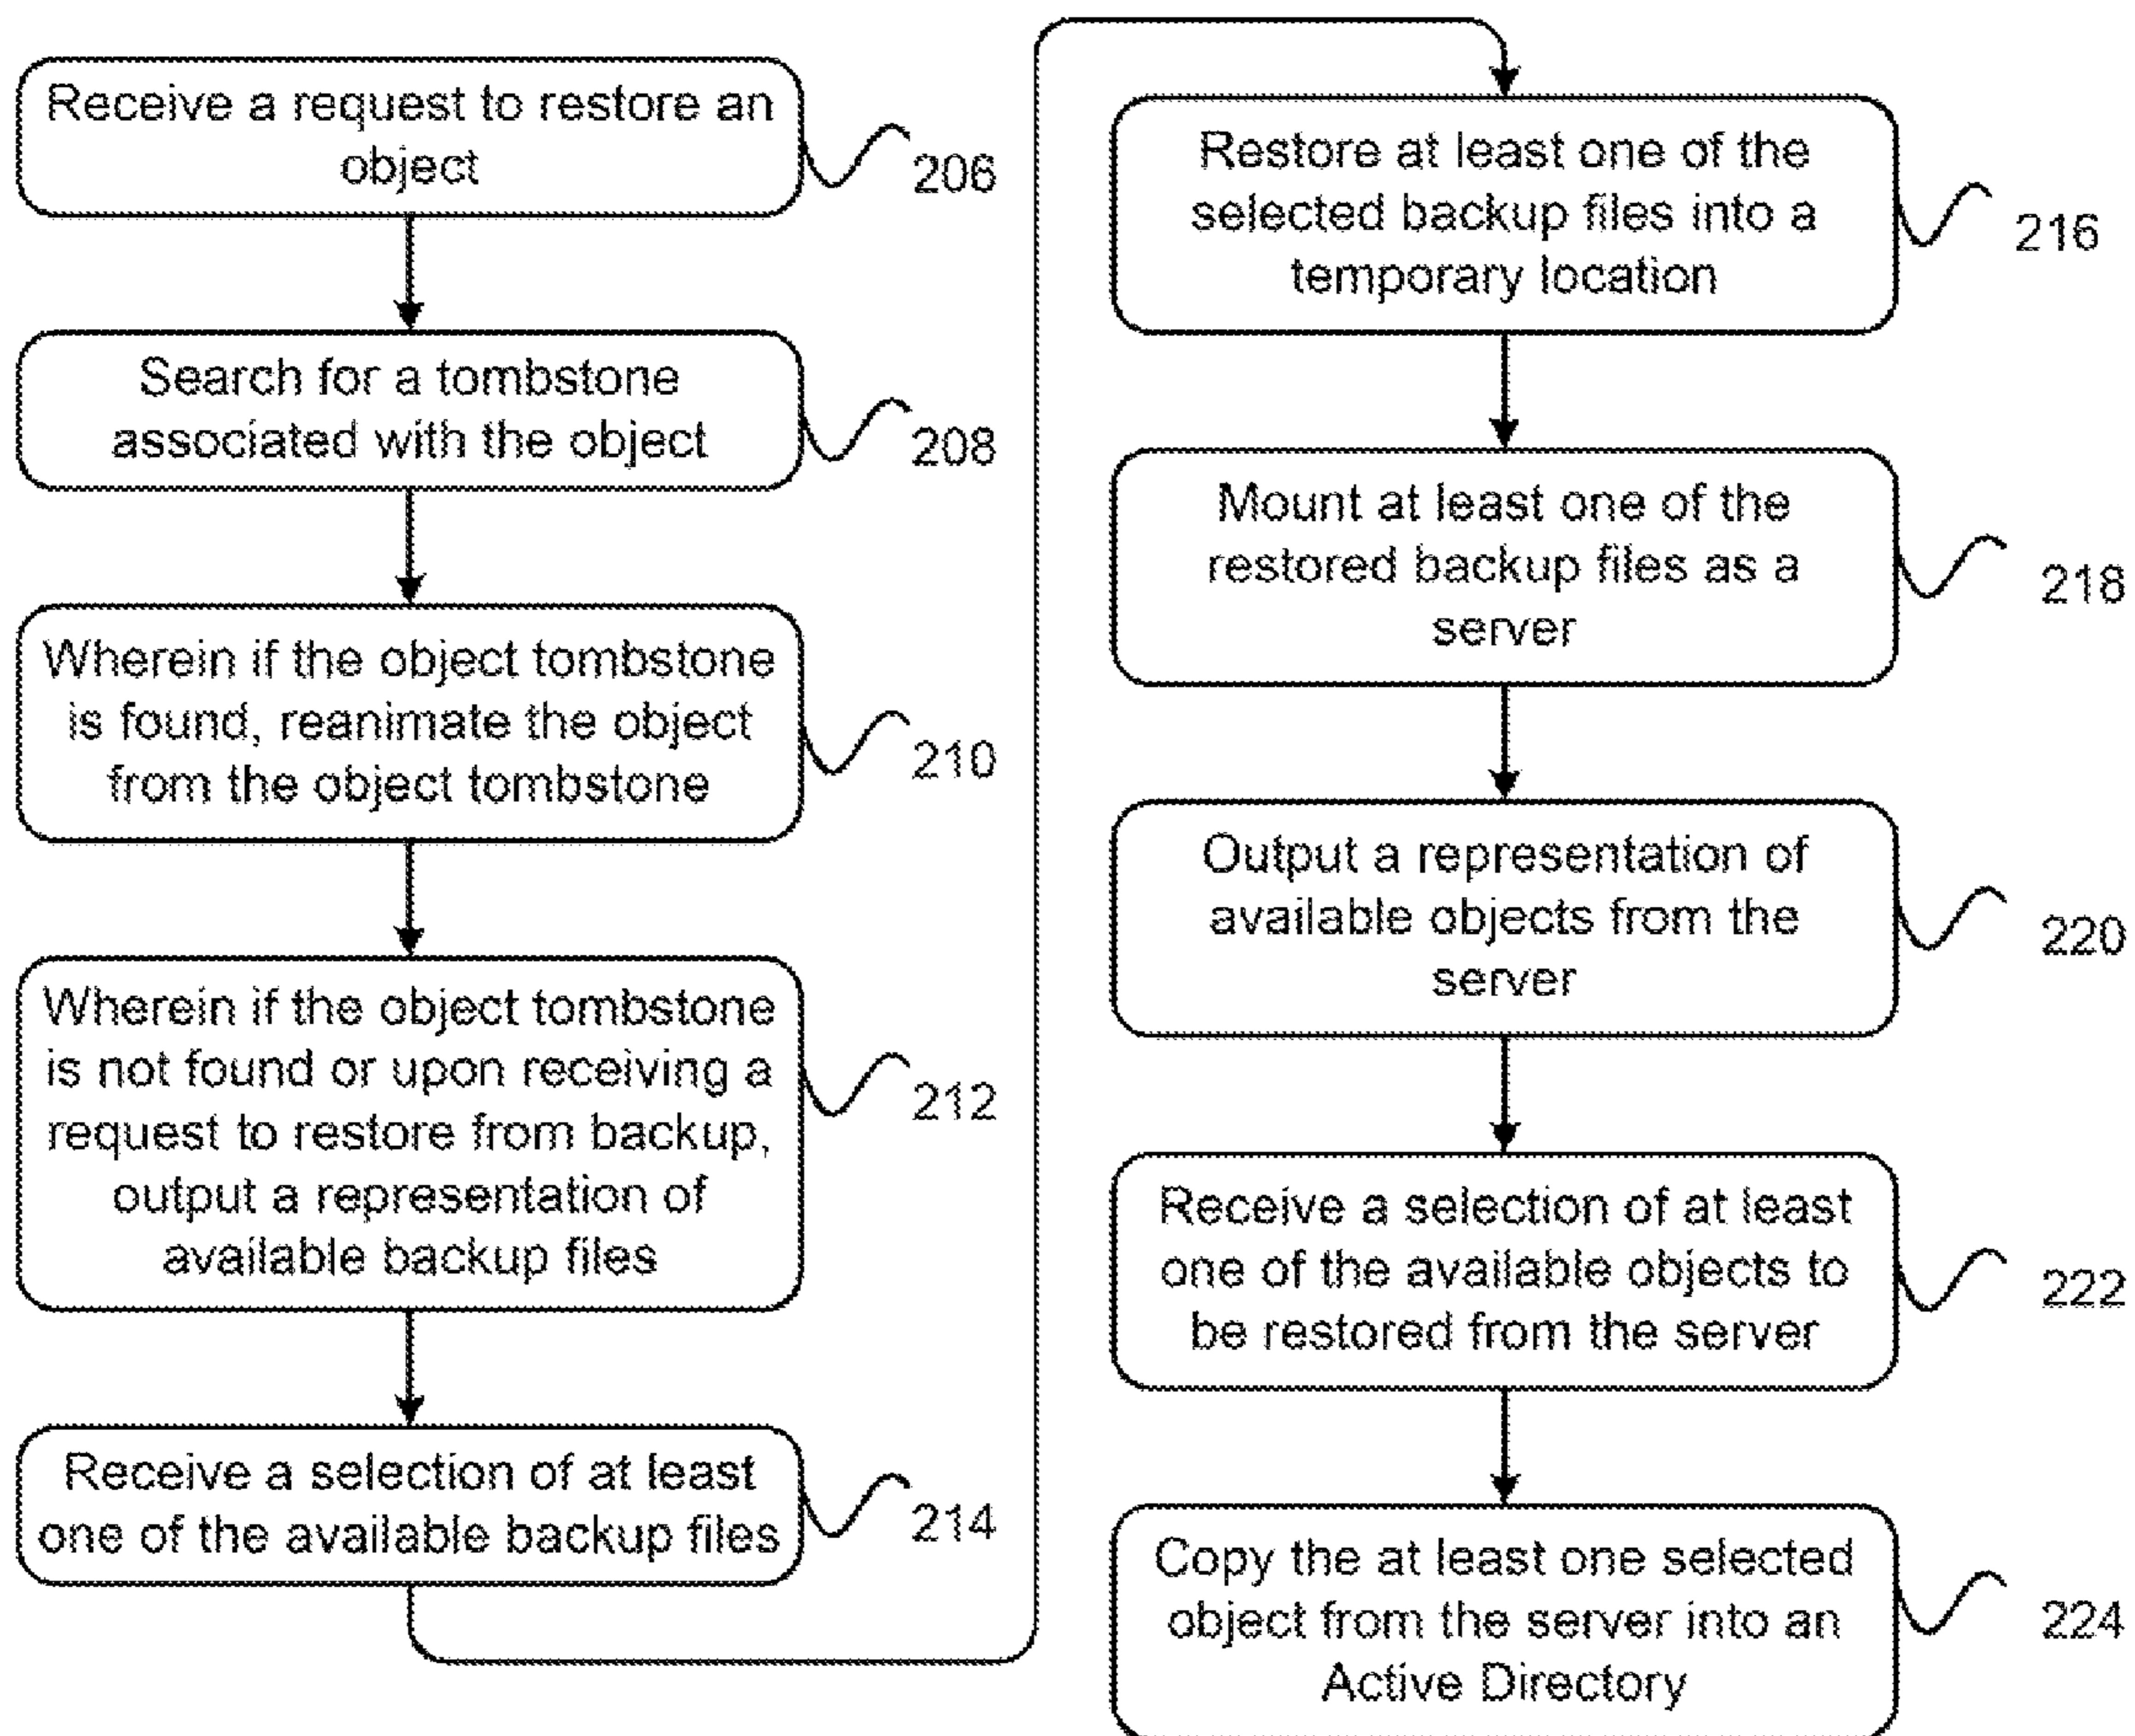 Receive a request to restore an
object
206
Search for a tombstone
associated with the object
208
Wherein if the object tombstone
is found, reanimate the object
from the object tombstone
210
Wherein if the object tombstone
is not found or upon receiving a
request to restore from backup,
output a representation of
available backup files
212
Receive a selection of at least
one of the available backup files
214
Restore at least one of the
selected backup files into a
temporary location
216
Mount at least one of the
restored backup files as a
server
218
Output a representation of
available objects from the
server
220
Receive a selection of at least
one of the available objects to
be restored from the server
222
Copy the at least one selected
object from the server into an
Active Directory
224